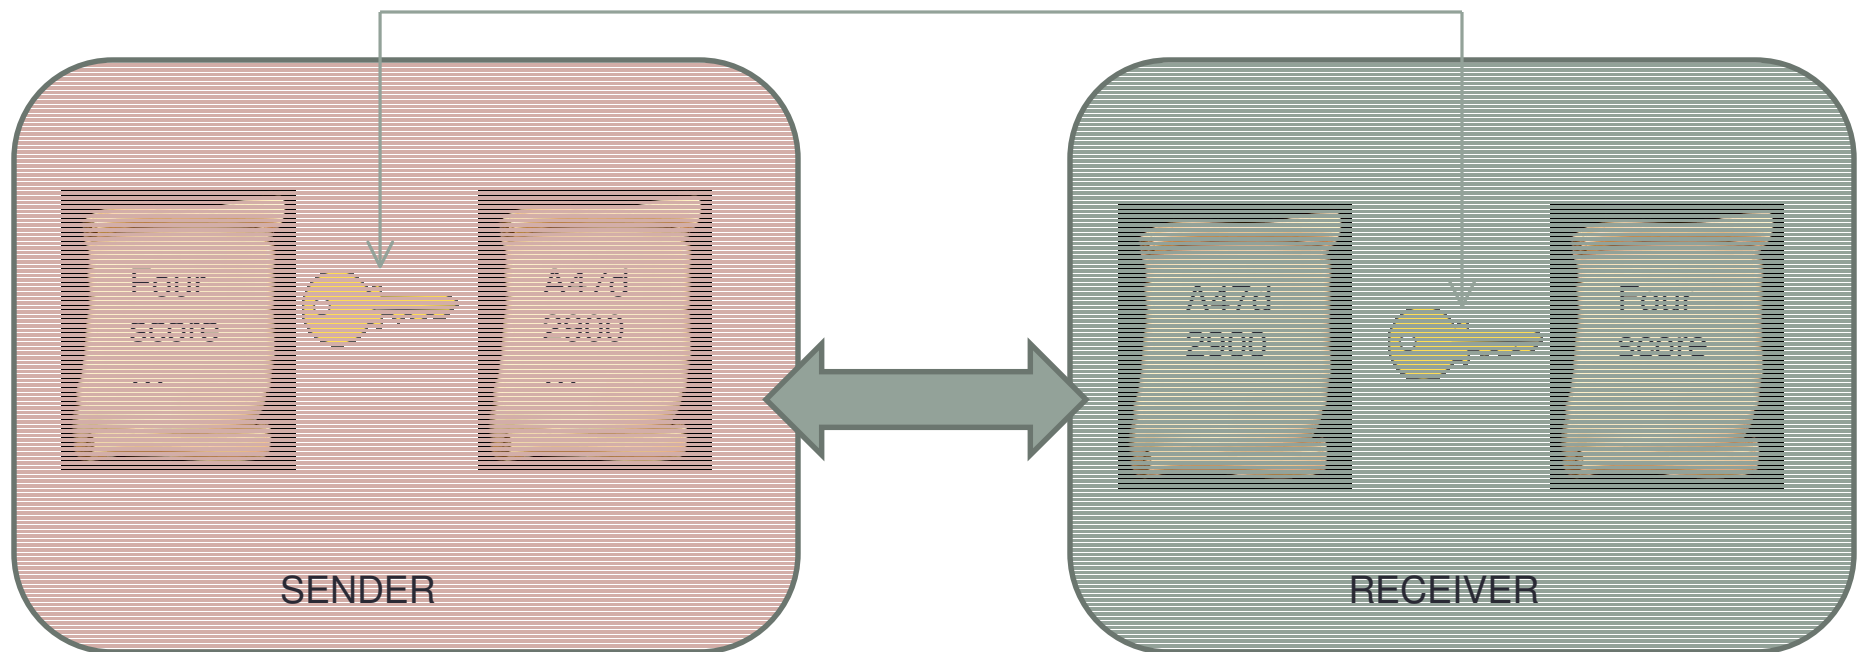 Four
score
...
A47d
2900
...
A47d
2900
Four
score
SENDER
RECEIVER